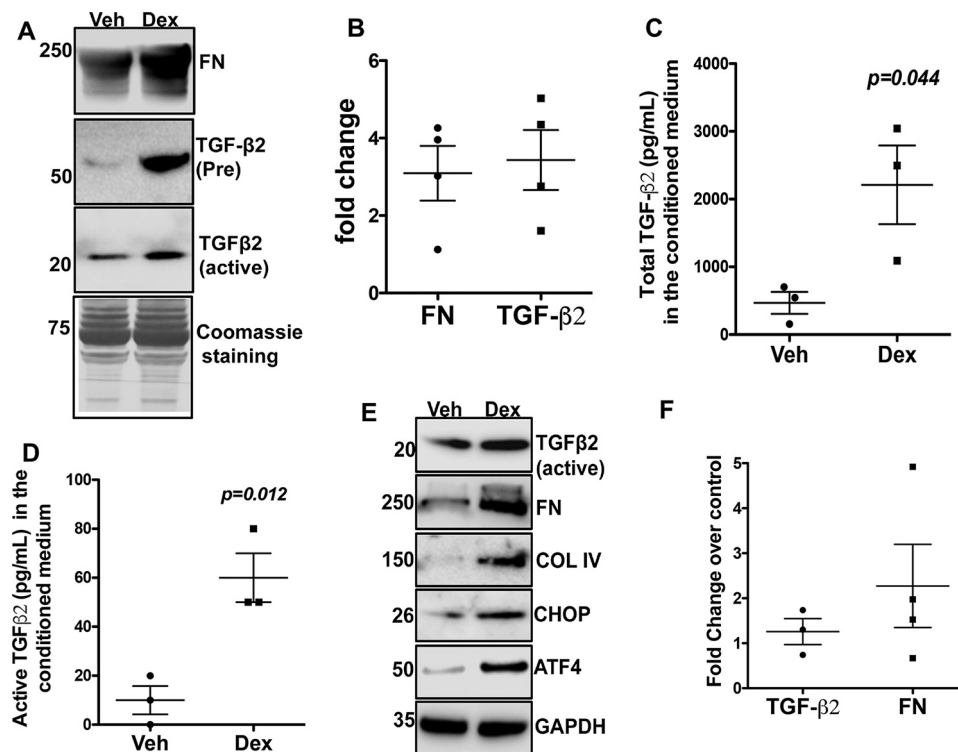 A
Veh Dex
250
FN
TGF-β2
(Pre)
50
TGFβ2
(active)
20
75
Coomassie
staining
B
fold change
6
4
2
0
FN TGF-β2
C
Total TGF-β2 (pg/mL)
in the conditioned medium
4000
3000
2000
1000
0
p=0.044
Veh Dex
D
Active TGFβ2 (pg/mL) in the
conditioned medium
100
80
60
40
20
0
p=0.012
Veh Dex
E
Veh Dex
20
TGFβ2
(active)
250
FN
150
COL IV
26
CHOP
50
ATF4
35
GAPDH
F
Fold Change over control
5
4
3
2
1
0
TGF-β2 FN